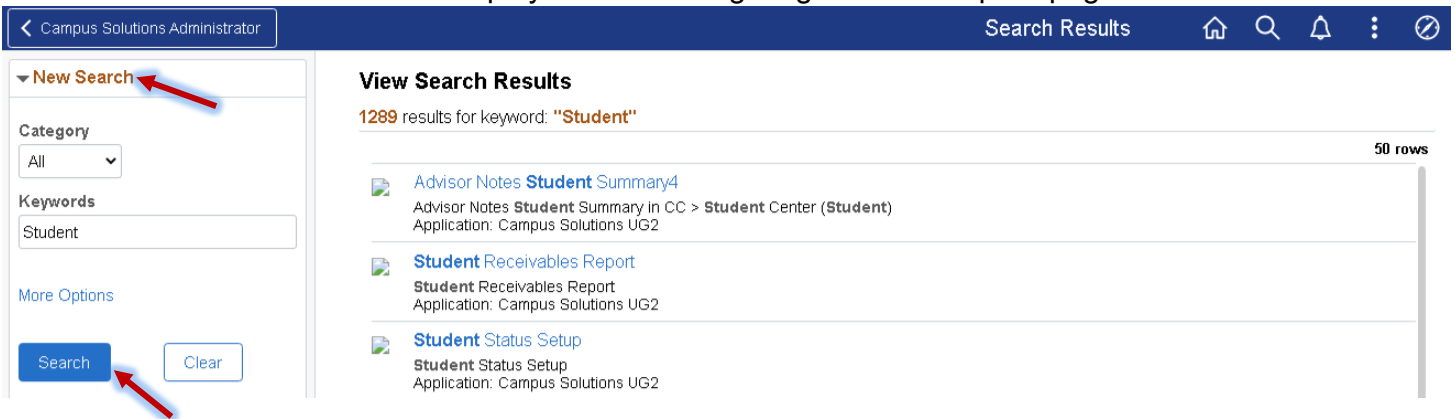 Campus Solutions Administrator
Search Results
New Search
Category
All
Keywords
Student
More Options
Search
Clear
View Search Results
1289 results for keyword: "Student"
50 rows
Advisor Notes Student Summary4
Advisor Notes Student Summary in CC > Student Center (Student)
Application: Campus Solutions UG2
Student Receivables Report
Student Receivables Report
Application: Campus Solutions UG2
Student Status Setup
Student Status Setup
Application: Campus Solutions UG2